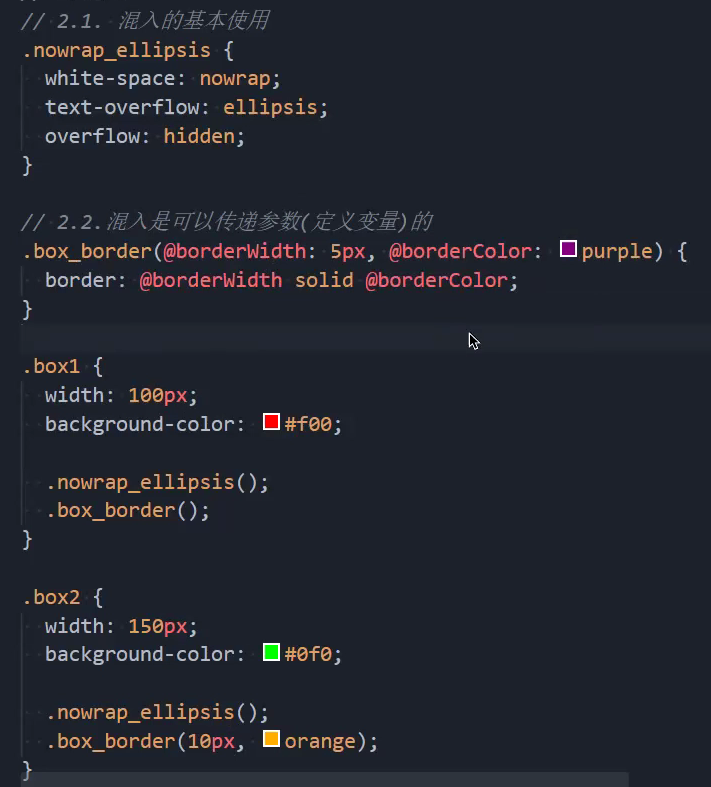 // 2.1. 混入的基本使用
.nowrap_ellipsis {
  white-space: nowrap;
  text-overflow: ellipsis;
  overflow: hidden;
}
// 2.2.混入是可以传递参数(定义变量)的
.box_border(@borderWidth: 5px, @borderColor: purple) {
  border: @borderWidth solid @borderColor;
}
.box1 {
  width: 100px;
  background-color: #f00;
  .nowrap_ellipsis();
  .box_border();
}
.box2 {
  width: 150px;
  background-color: #0f0;
  .nowrap_ellipsis();
  .box_border(10px, orange);
}